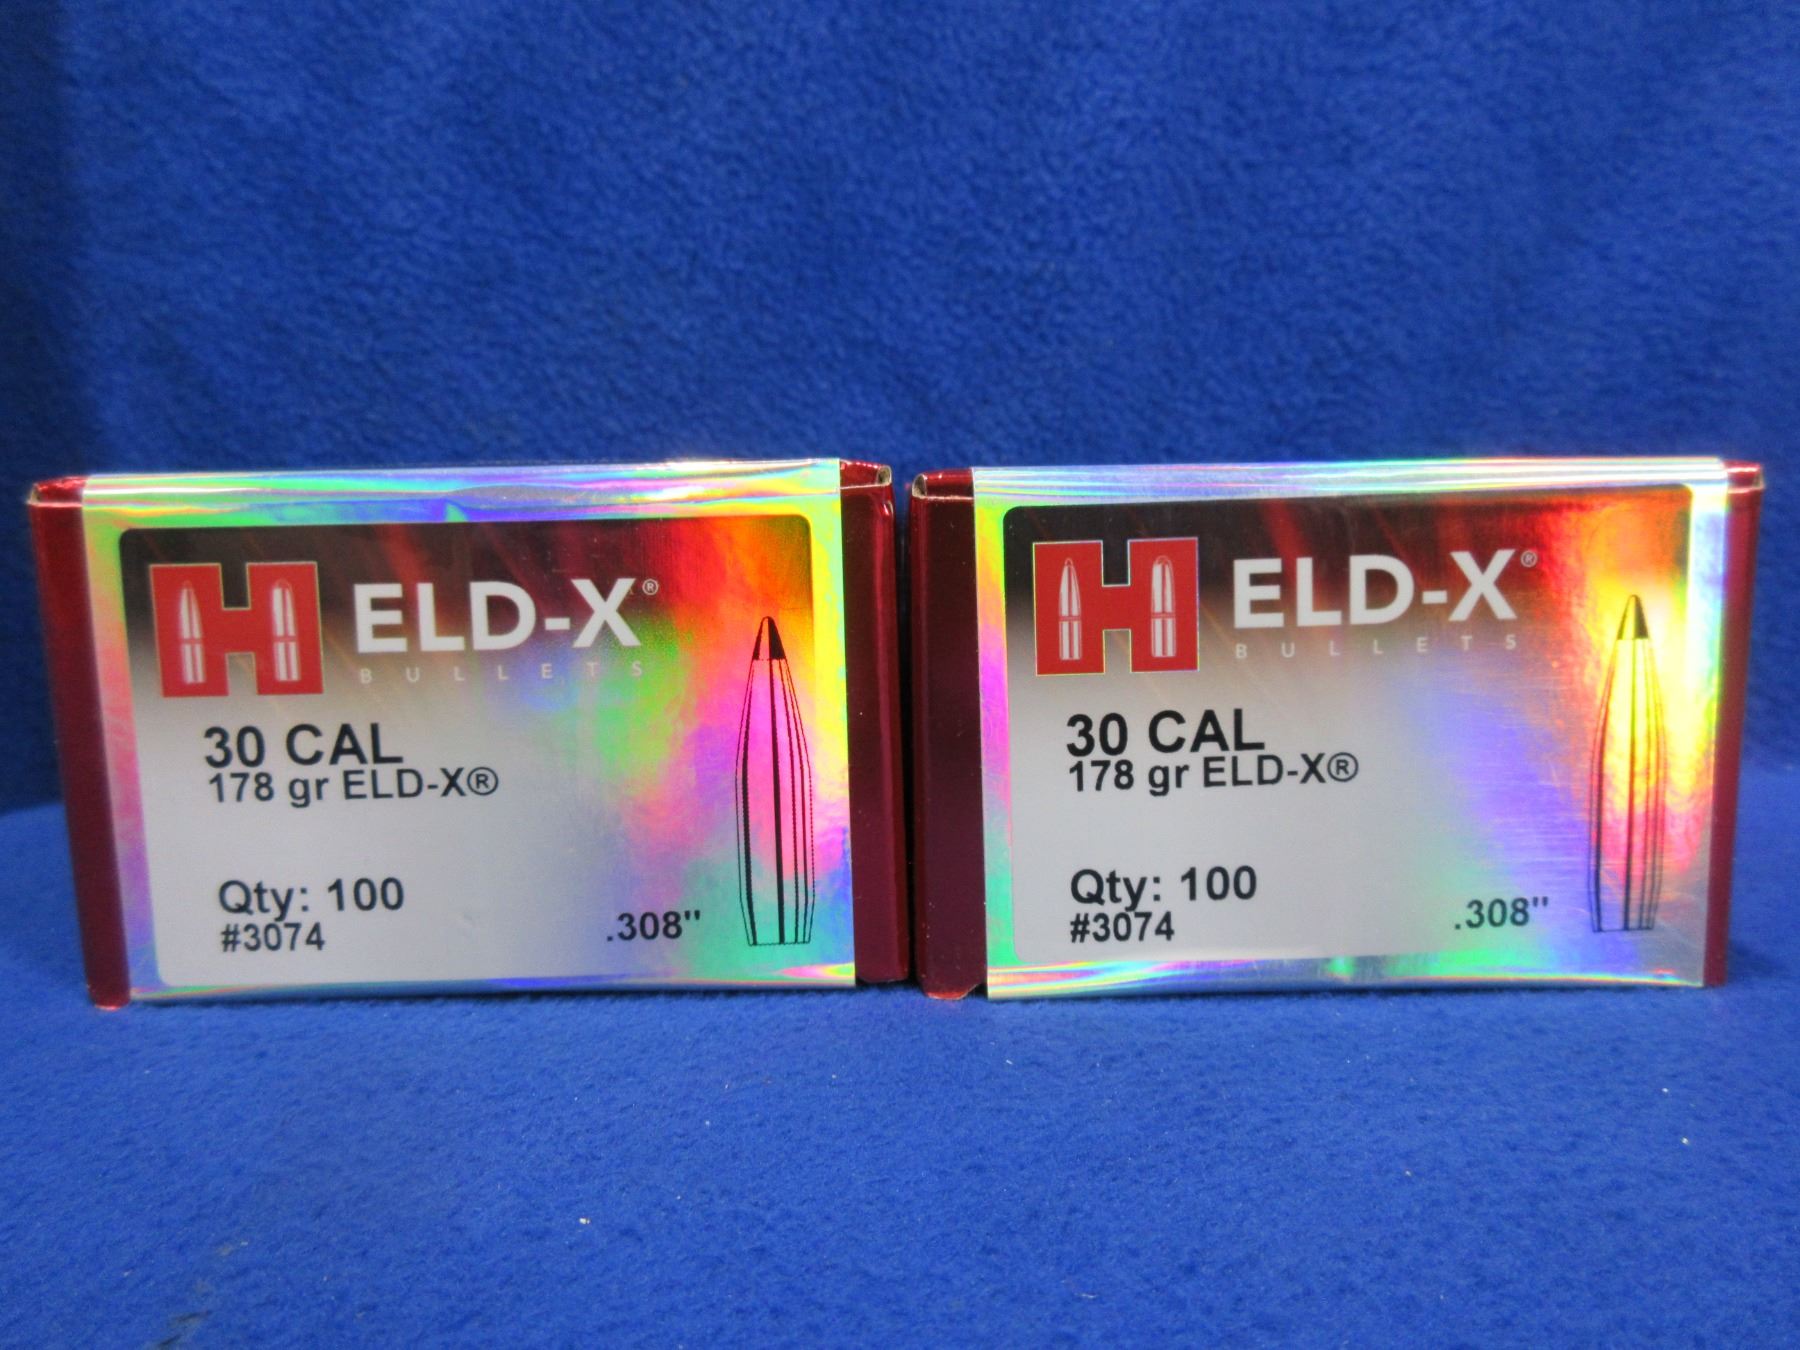 H ELD-X®
BULLETS
30 CAL
178 gr ELD-X®
Qty: 100
#3074
.308"
H ELD-X®
BULLETS
30 CAL
178 gr ELD-X®
Qty: 100
#3074
.308"